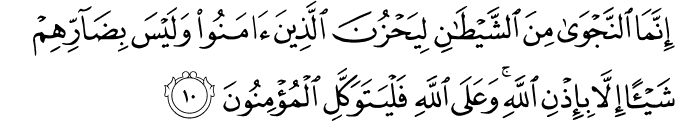 إِنَّمَا ٱلنَّجْوَىٰ مِنَ ٱلشَّيْطَٰنِ لِيَحْزُنَ ٱلَّذِينَ ءَامَنُوا۟ وَلَيْسَ بِضَآرِّهِمْ
شَيْـًٔا إِلَّا بِإِذْنِ ٱللَّهِ ۚ وَعَلَى ٱللَّهِ فَلْيَتَوَكَّلِ ٱلْمُؤْمِنُونَ ١٠